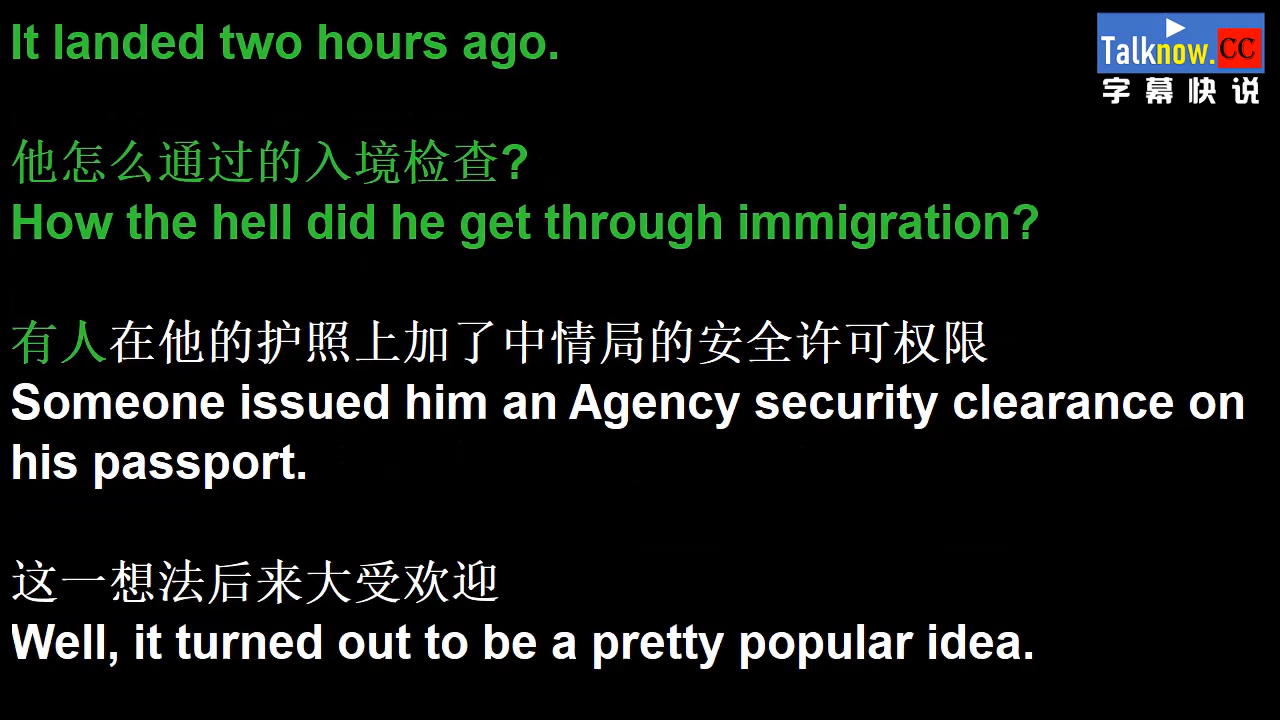 It landed two hours ago.
Talknow.CC
字幕快说
他怎么通过的入境检查?
How the hell did he get through immigration?
有人在他的护照上加了中情局的安全许可权限
Someone issued him an Agency security clearance on
his passport.
这一想法后来大受欢迎
Well, it turned out to be a pretty popular idea.